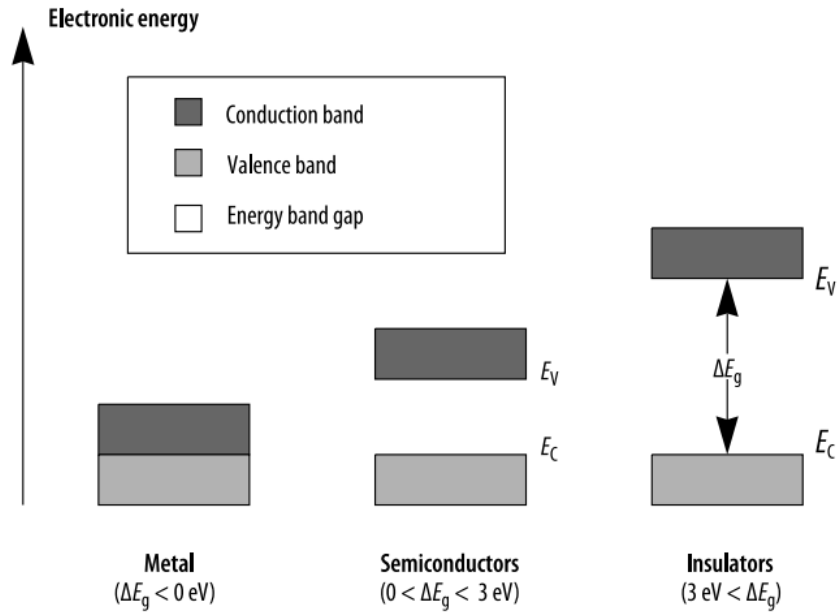 Electronic energy
Conduction band
Valence band
Energy band gap
E_V
E_V
ΔE_g
E_C
E_C
Metal
(ΔE_g < 0 eV)
Semiconductors
(0 < ΔE_g < 3 eV)
Insulators
(3 eV < ΔE_g)